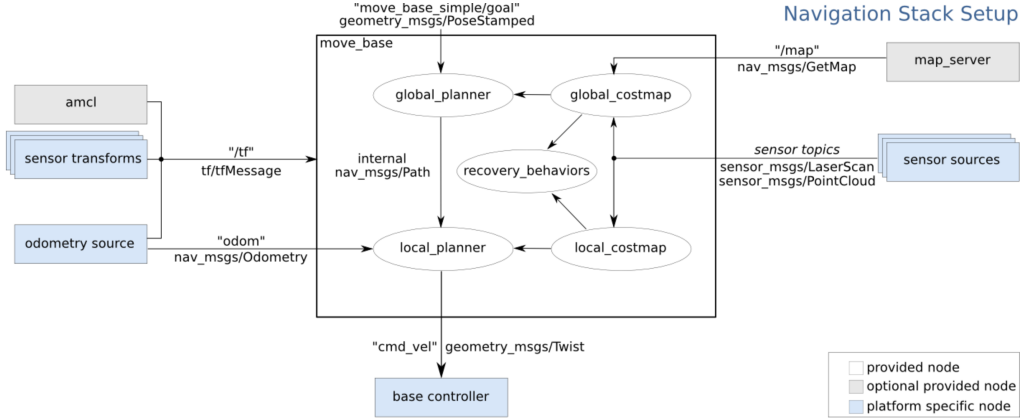 Navigation Stack Setup
"move_base_simple/goal"
geometry_msgs/PoseStamped
move_base
"/map"
nav_msgs/GetMap
map_server
amcl
global_planner
global_costmap
sensor transforms
"/tf"
tf/tfMessage
internal
nav_msgs/Path
recovery_behaviors
sensor topics
sensor_msgs/LaserScan
sensor_msgs/PointCloud
sensor sources
odometry source
"odom"
nav_msgs/Odometry
local_planner
local_costmap
"cmd_vel" geometry_msgs/Twist
base controller
provided node
optional provided node
platform specific node